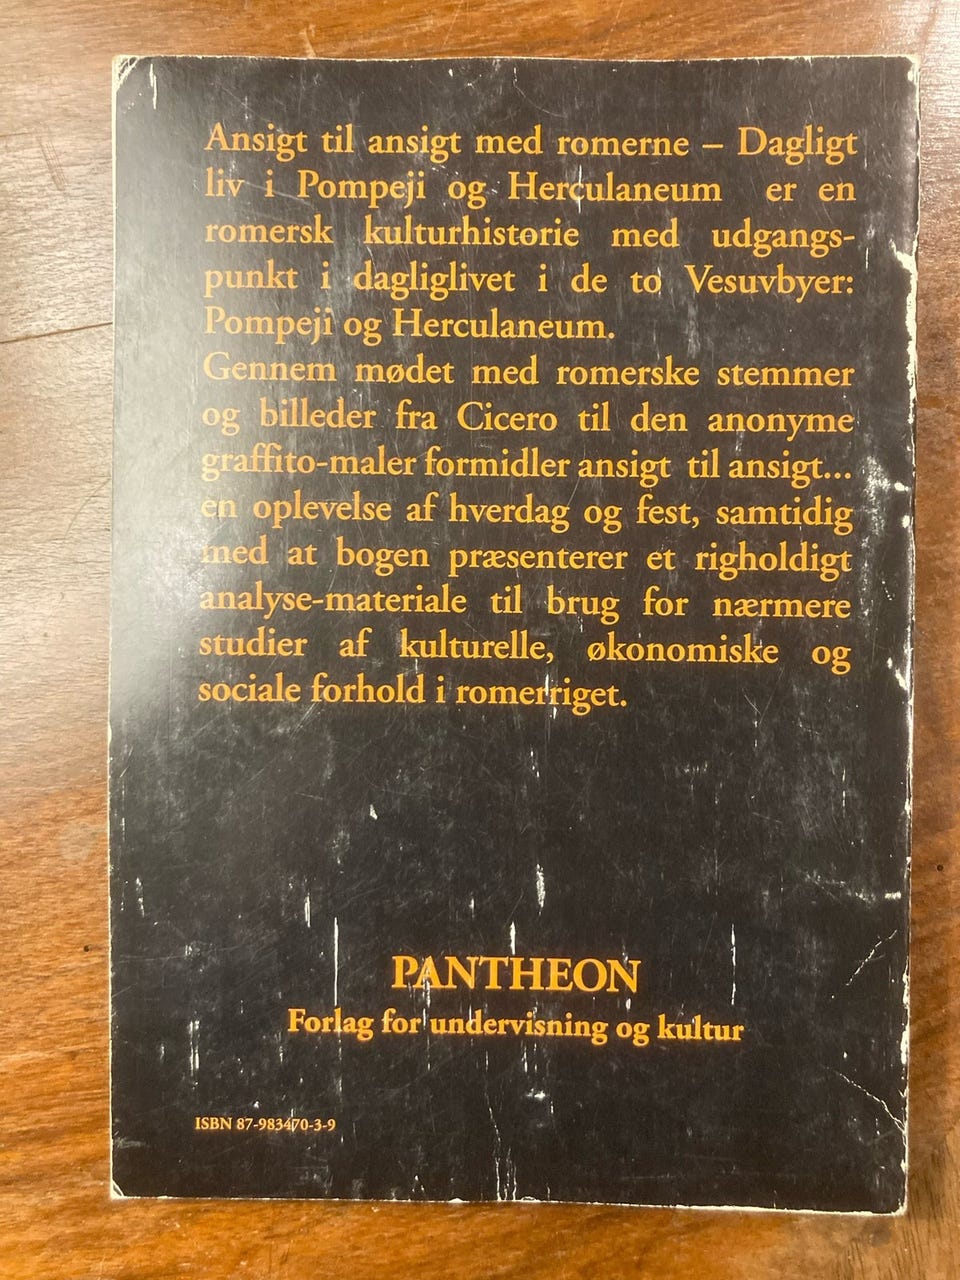 Ansigt til ansigt med romerne – Dagligt
liv i Pompeji og Herculaneum er en
romersk kulturhistorie med udgangs-
punkt i dagliglivet i de to Vesuvbyer:
Pompeji og Herculaneum.
Gennem mødet med romerske stemmer
og billeder fra Cicero til den anonyme
graffito-maler formidler ansigt til ansigt...
en oplevelse af hverdag og fest, samtidig
med at bogen præsenterer et righoldigt
analyse-materiale til brug for nærmere
studier af kulturelle, økonomiske og
sociale forhold i romerriget.
PANTHEON
Forlag for undervisning og kultur
ISBN 87-983470-3-9